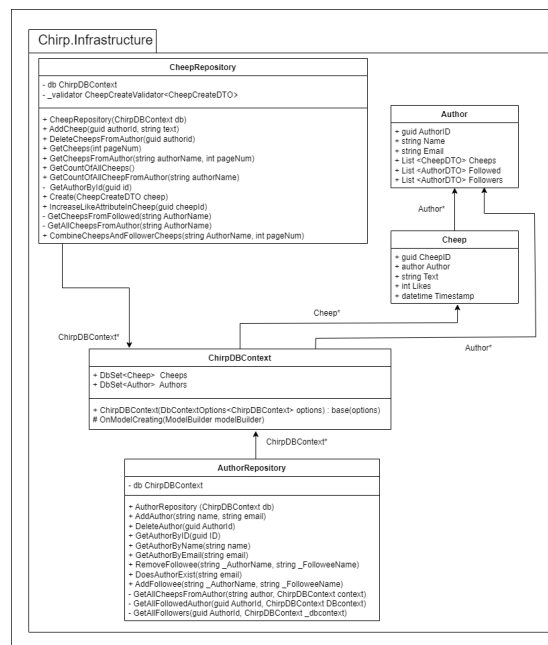 Chirp.Infrastructure
CheepRepository
- db ChirpDBContext
- _validator CheepCreateValidator<CheepCreateDTO>
+ CheepRepository(ChirpDBContext db)
+ AddCheep(guid authorId, string text)
+ DeleteCheepsFromAuthor(guid authorid)
+ GetCheeps(int pageNum)
+ GetCheepsFromAuthor(string authorName, int pageNum)
+ GetCountOfAllCheeps()
+ GetCountOfAllCheepFromAuthor(string authorName)
- GetAuthorById(guid id)
+ Create(CheepCreateDTO cheep)
+ IncreaseLikeAttributeInCheep(guid cheepId)
- GetCheepsFromFollowed(string AuthorName)
- GetAllCheepsFromAuthor(string AuthorName)
+ CombineCheepsAndFollowerCheeps(string AuthorName, int pageNum)
Author
+ guid AuthorID
+ string Name
+ string Email
+ List <CheepDTO> Cheeps
+ List <AuthorDTO> Followed
+ List <AuthorDTO> Followers
Author*
Cheep
+ guid CheepID
+ author Author
+ string Text
+ int Likes
+ datetime Timestamp
Cheep*
ChirpDBContext*
Author*
ChirpDBContext
+ DbSet<Cheep> Cheeps
+ DbSet<Author> Authors
+ ChirpDBContext(DbContextOptions<ChirpDBContext> options) : base(options)
# OnModelCreating(ModelBuilder modelBuilder)
ChirpDBContext*
AuthorRepository
- db ChirpDBContext
+ AuthorRepository (ChirpDBContext db)
+ AddAuthor(string name, string email)
+ DeleteAuthor(guid AuthorId)
+ GetAuthorByID(guid ID)
+ GetAuthorByName(string name)
+ GetAuthorByEmail(string email)
+ RemoveFollowee(string _AuthorName, string _FolloweeName)
+ DoesAuthorExist(string email)
+ AddFollowee(string _AuthorName, string _FolloweeName)
- GetAllCheepsFromAuthor(string author, ChirpDBContext context)
- GetAllFollowedAuthor(guid AuthorId, ChirpDBContext DBcontext)
- GetAllFollowers(guid AuthorId, ChirpDBContext _dbcontext)